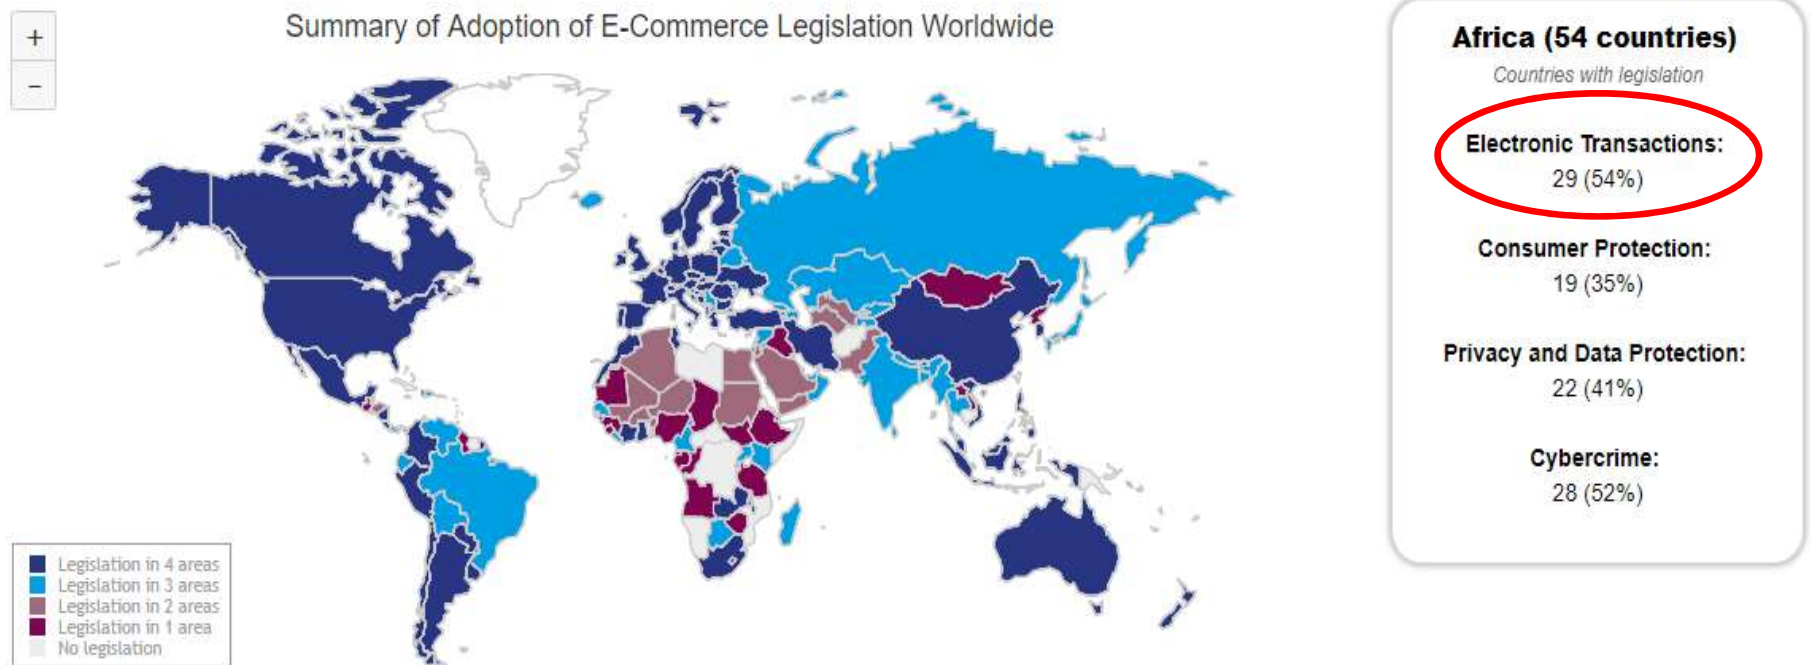 +
−
Summary of Adoption of E-Commerce Legislation Worldwide
Legislation in 4 areas
Legislation in 3 areas
Legislation in 2 areas
Legislation in 1 area
No legislation
Africa (54 countries)
Countries with legislation
Electronic Transactions:
29 (54%)
Consumer Protection:
19 (35%)
Privacy and Data Protection:
22 (41%)
Cybercrime:
28 (52%)